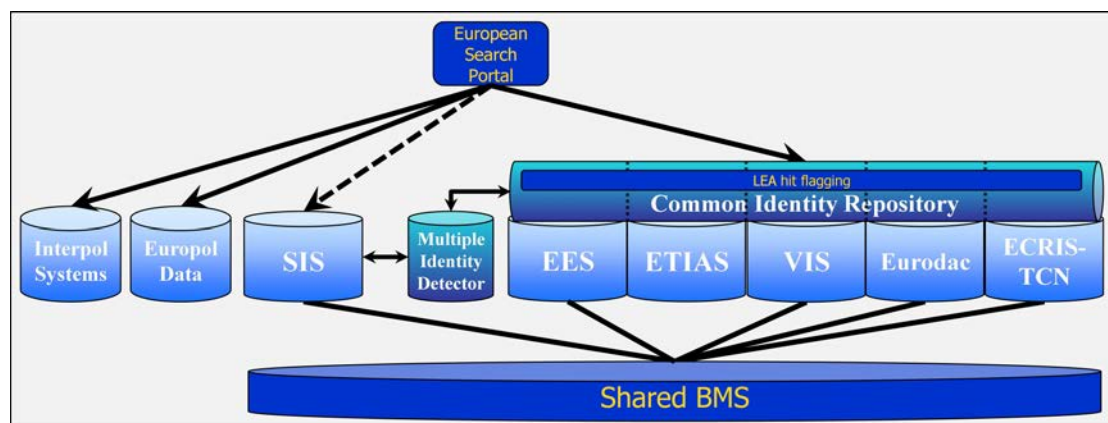 European
Search
Portal
LEA hit flagging
Common Identity Repository
Interpol
Systems
Europol
Data
SIS
Multiple
Identity
Detector
EES
ETIAS
VIS
Eurodac
ECRIS-
TCN
Shared BMS